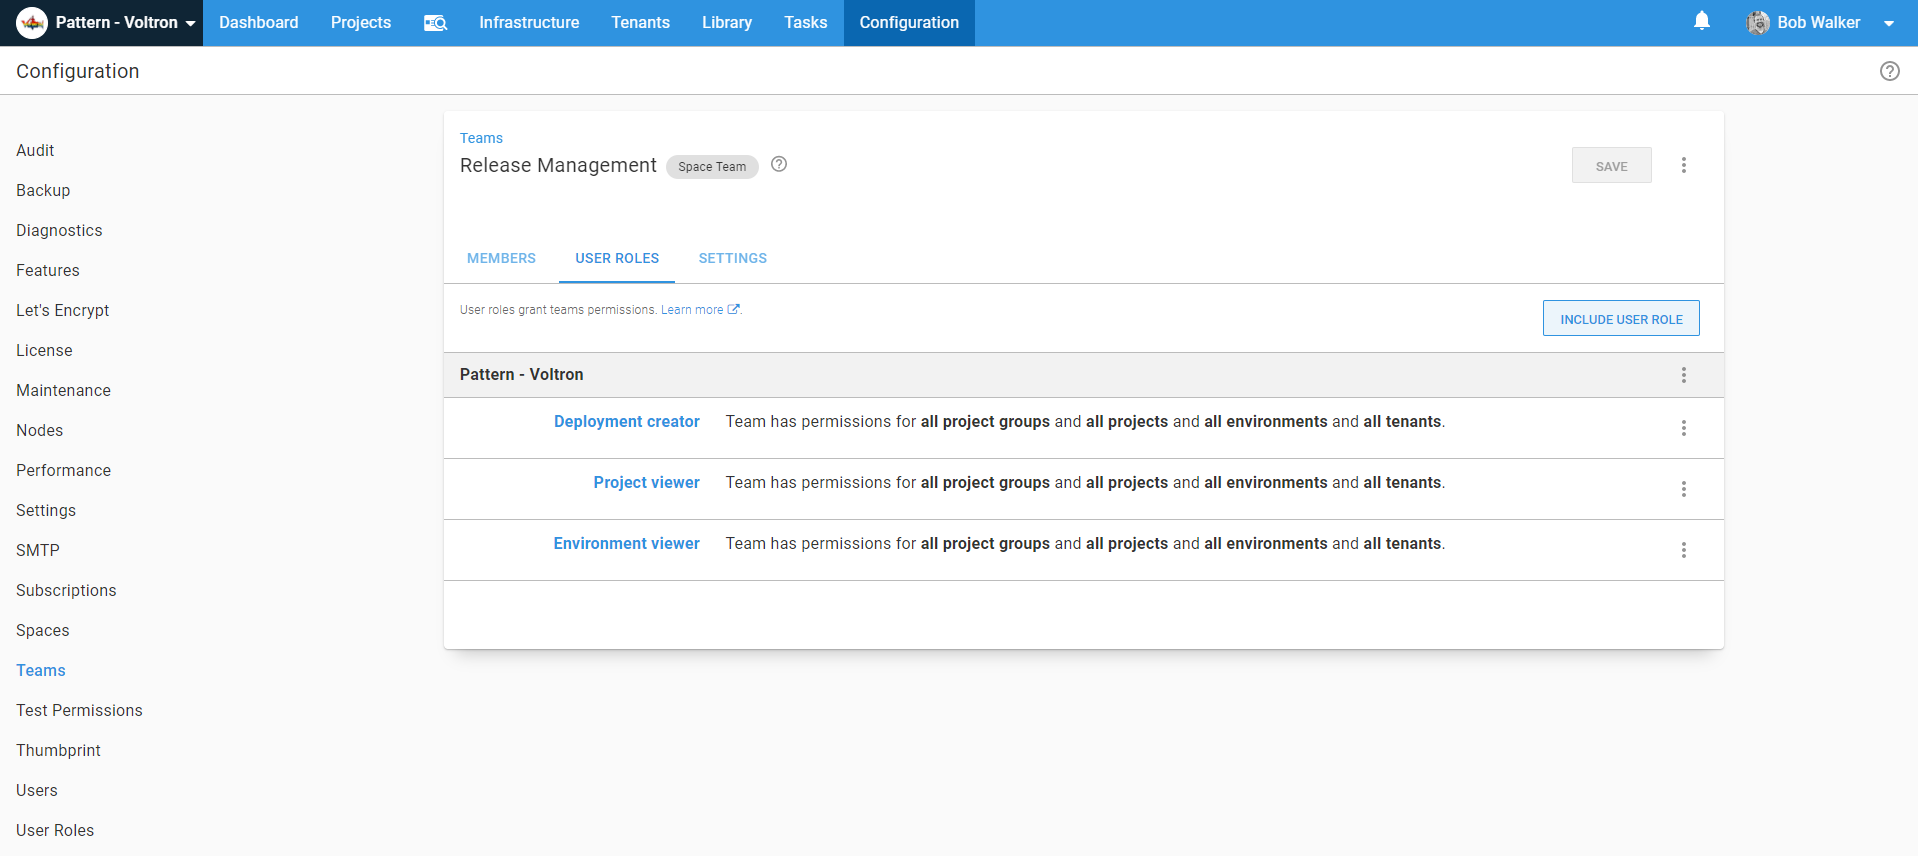 Pattern - Voltron
Dashboard
Projects
Infrastructure
Tenants
Library
Tasks
Configuration
Bob Walker
Configuration
Audit
Backup
Diagnostics
Features
Let's Encrypt
License
Maintenance
Nodes
Performance
Settings
SMTP
Subscriptions
Spaces
Teams
Test Permissions
Thumbprint
Users
User Roles
Teams
Release Management Space Team
SAVE
MEMBERS
USER ROLES
SETTINGS
User roles grant teams permissions. Learn more.
INCLUDE USER ROLE
Pattern - Voltron
Deployment creator Team has permissions for all project groups and all projects and all environments and all tenants.
Project viewer Team has permissions for all project groups and all projects and all environments and all tenants.
Environment viewer Team has permissions for all project groups and all projects and all environments and all tenants.